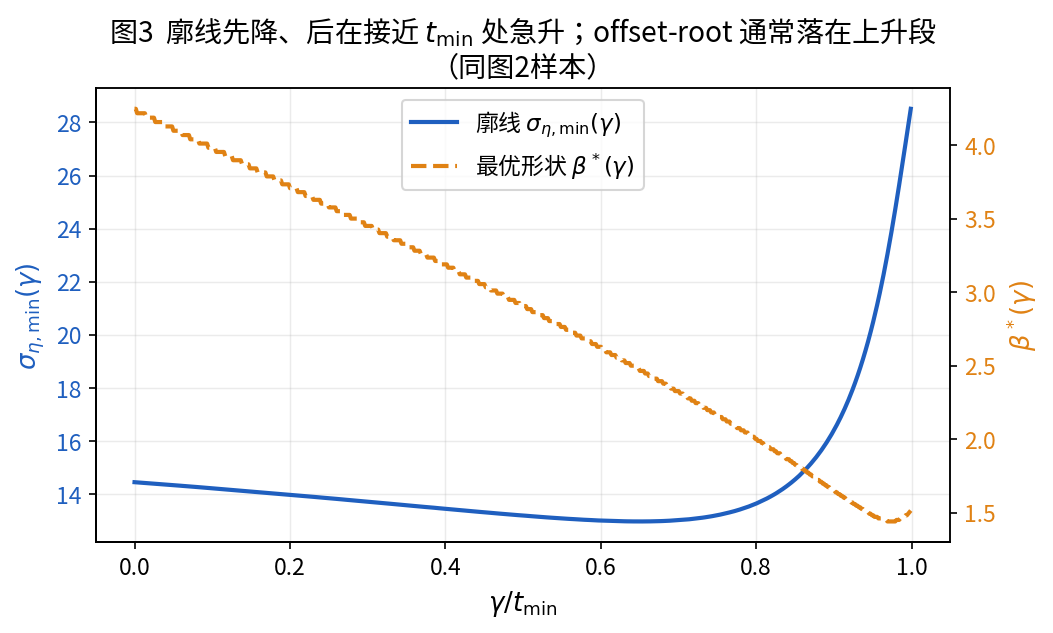 图3 廓线先降、后在接近 t_min 处急升；offset-root 通常落在上升段
（同图2样本）
廓线 σ_η,min(γ)
最优形状 β*(γ)
28
26
24
22
20
18
16
14
σ_η,min(γ)
4.0
3.5
3.0
2.5
2.0
1.5
β*(γ)
0.0 0.2 0.4 0.6 0.8 1.0
γ/t_min